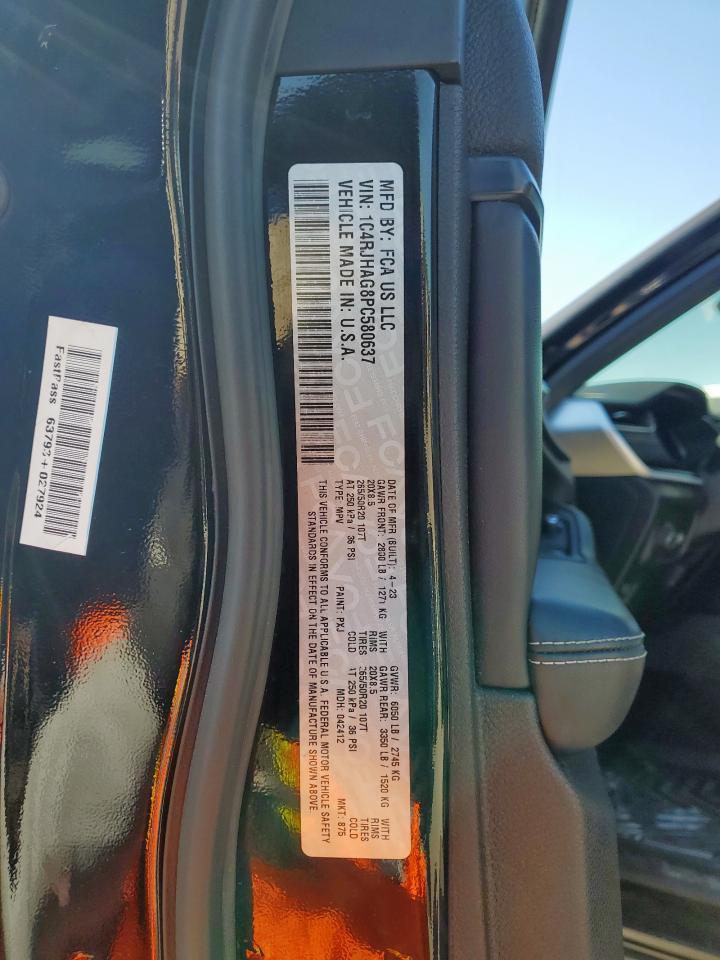 MFD BY: FCA US LLC
VIN: 1C4RJHAG8PC580637
VEHICLE MADE IN: U.S.A.
DATE OF MFR (BUILT): 4-23 GVWR: 6050 LB / 2745 KG
GAWR FRONT: 2800 LB / 1271 KG WITH GAWR REAR: 3350 LB / 1520 KG WITH
20X8.5 RIMS 20X8.5 RIMS
265/50R20 107T TIRES 265/50R20 107T TIRES
AT 250 kPa / 36 PSI COLD AT 250 kPa / 36 PSI COLD
TYPE: MPV PAINT: PXJ MDH: 042412 MKT: 875
THIS VEHICLE CONFORMS TO ALL APPLICABLE U.S.A. FEDERAL MOTOR VEHICLE SAFETY
STANDARDS IN EFFECT ON THE DATE OF MANUFACTURE SHOWN ABOVE.
FastPass 63793+027924